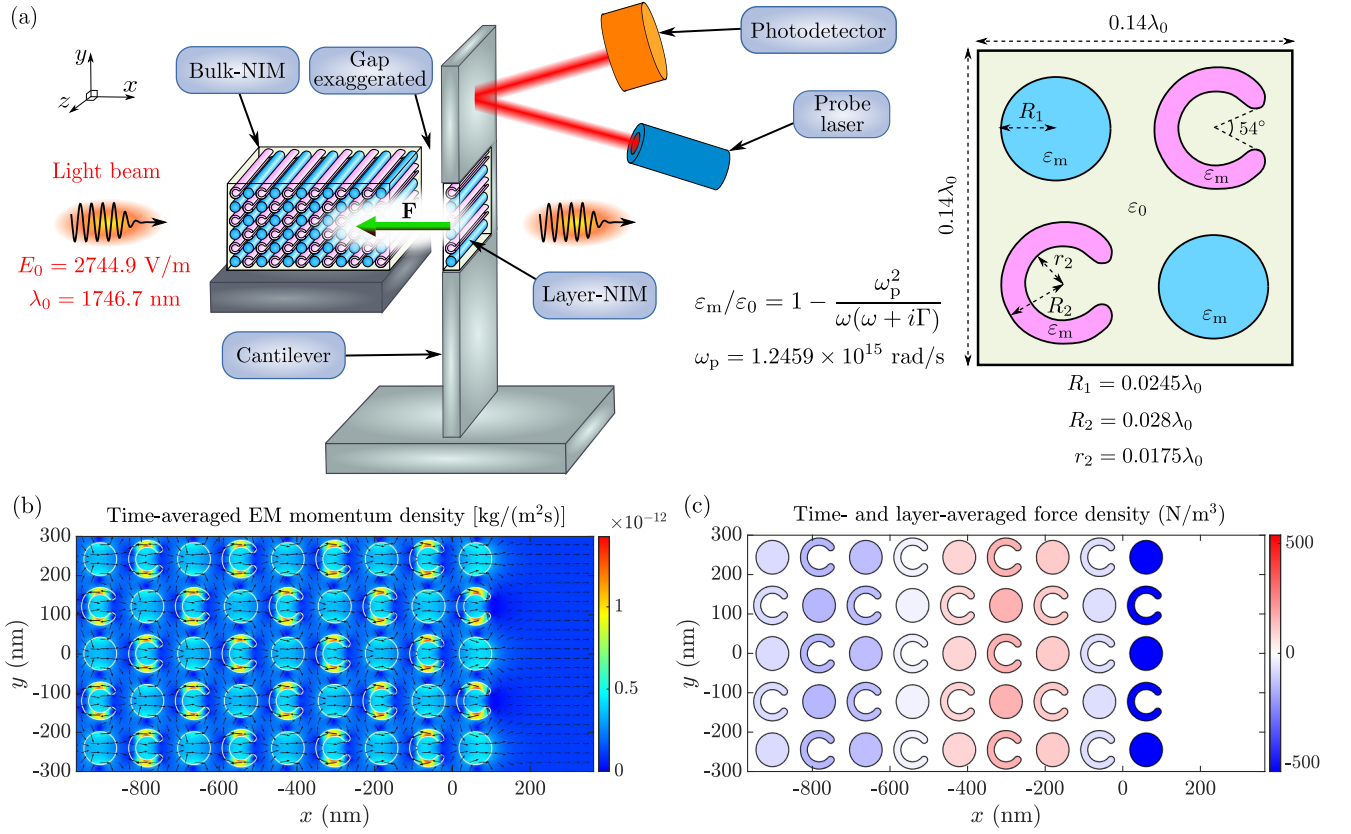 (a)
Bulk-NIM
Gap
exaggerated
Photodetector
Probe
laser
y
x
z
Light beam
F
E₀ = 2744.9 V/m
λ₀ = 1746.7 nm
Layer-NIM
Cantilever
εₘ/ε₀ = 1 − ωₚ²/(ω(ω + iΓ))
ωₚ = 1.2459 × 10¹⁵ rad/s
0.14λ₀
0.14λ₀
R₁
εₘ
54°
εₘ
ε₀
r₂
R₂
εₘ
εₘ
R₁ = 0.0245λ₀
R₂ = 0.028λ₀
r₂ = 0.0175λ₀
(b)
Time-averaged EM momentum density [kg/(m²s)]
×10⁻¹²
300
200
100
0
-100
-200
-300
y (nm)
-800
-600
-400
-200
0
200
x (nm)
1
0.5
0
(c)
Time- and layer-averaged force density (N/m³)
300
200
100
0
-100
-200
-300
y (nm)
-800
-600
-400
-200
0
200
x (nm)
500
0
-500